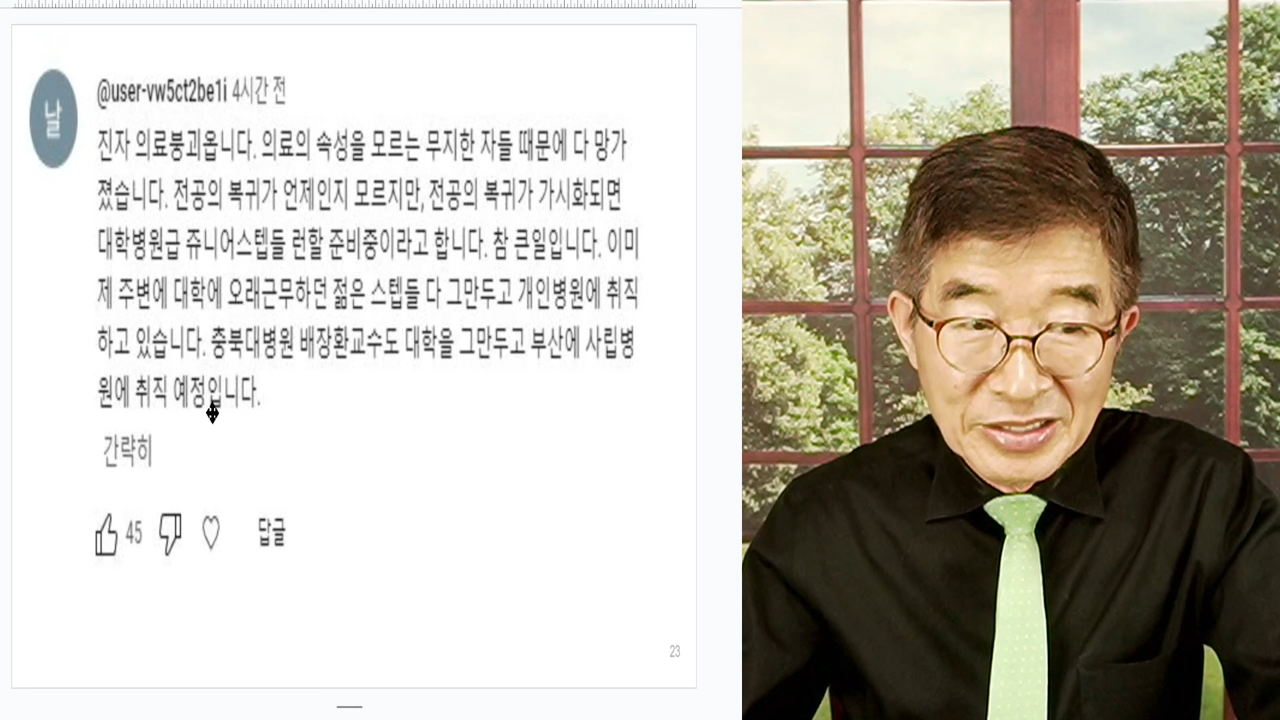 날
@user-vw5ct2be1i 4시간 전
진자 의료붕괴옵니다. 의료의 속성을 모르는 무지한 자들 때문에 다 망가
졌습니다. 전공의 복귀가 언제인지 모르지만, 전공의 복귀가 가시화되면
대학병원급 쥬니어스텝들 런할 준비중이라고 합니다. 참 큰일입니다. 이미
제 주변에 대학에 오래근무하던 젊은 스텝들 다 그만두고 개인병원에 취직
하고 있습니다. 충북대병원 배장환교수도 대학을 그만두고 부산에 사립병
원에 취직 예정입니다.
간략히
45 답글
23